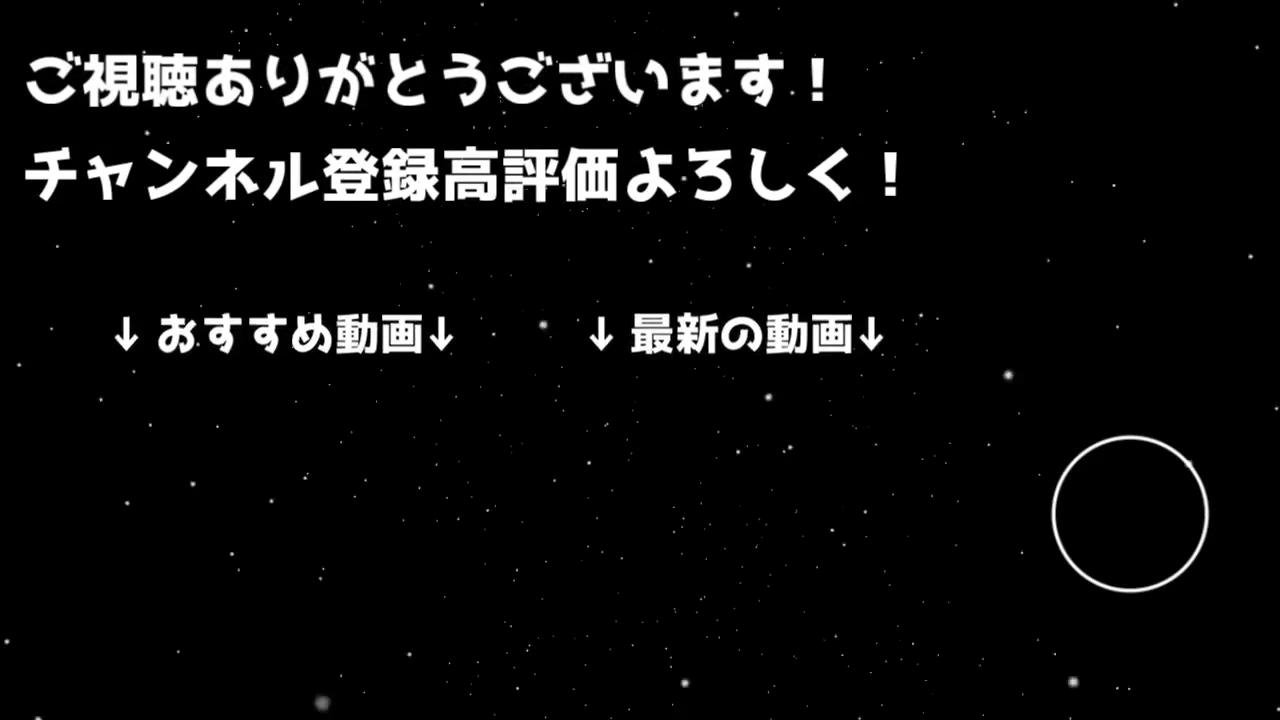 ご視聴ありがとうございます！
チャンネル登録高評価よろしく！
↓おすすめ動画↓
↓最新の動画↓